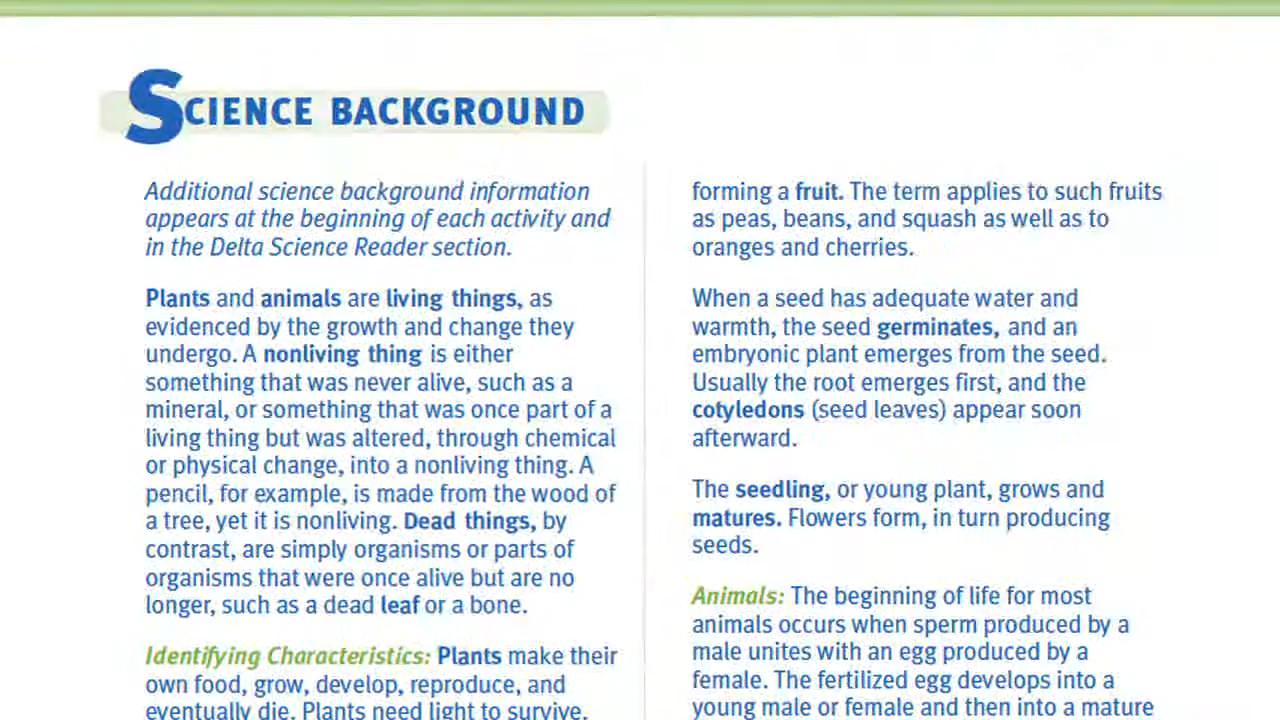 SCIENCE BACKGROUND
Additional science background information
appears at the beginning of each activity and
in the Delta Science Reader section.
Plants and animals are living things, as
evidenced by the growth and change they
undergo. A nonliving thing is either
something that was never alive, such as a
mineral, or something that was once part of a
living thing but was altered, through chemical
or physical change, into a nonliving thing. A
pencil, for example, is made from the wood of
a tree, yet it is nonliving. Dead things, by
contrast, are simply organisms or parts of
organisms that were once alive but are no
longer, such as a dead leaf or a bone.
Identifying Characteristics: Plants make their
own food, grow, develop, reproduce, and
eventually die. Plants need light to survive.
forming a fruit. The term applies to such fruits
as peas, beans, and squash as well as to
oranges and cherries.
When a seed has adequate water and
warmth, the seed germinates, and an
embryonic plant emerges from the seed.
Usually the root emerges first, and the
cotyledons (seed leaves) appear soon
afterward.
The seedling, or young plant, grows and
matures. Flowers form, in turn producing
seeds.
Animals: The beginning of life for most
animals occurs when sperm produced by a
male unites with an egg produced by a
female. The fertilized egg develops into a
young male or female and then into a mature